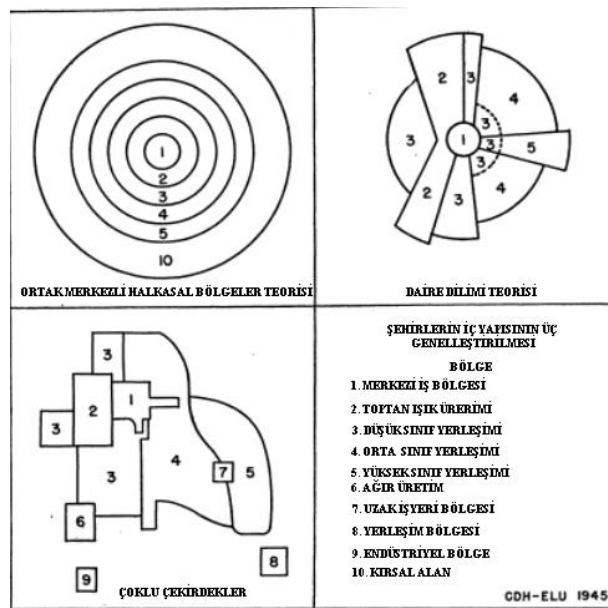 1
2
3
4
5
10
ORTAK MERKEZLİ HALKASAL BÖLGELER TEORİSİ
2
3
4
3
3
1
3
5
3
2
3
4
DAİRE DİLİMİ TEORİSİ
3
2
1
3
3
4
7
5
6
8
9
ÇOKLU ÇEKİRDEKLER
ŞEHİRLERİN İÇ YAPISININ ÜÇ
GENELLEŞTİRİLMESİ
BÖLGE
1. MERKEZİ İŞ BÖLGESİ
2. TOPTAN IŞIK ÜRERİMİ
3. DÜŞÜK SINIF YERLEŞİMİ
4. ORTA SINIF YERLEŞİMİ
5. YÜKSEK SINIF YERLEŞİMİ
6. AĞIR ÜRETİM
7. UZAK İŞYERİ BÖLGESİ
8. YERLEŞİM BÖLGESİ
9. ENDÜSTRİYEL BÖLGE
10. KIRSAL ALAN
CDH-ELU 1945